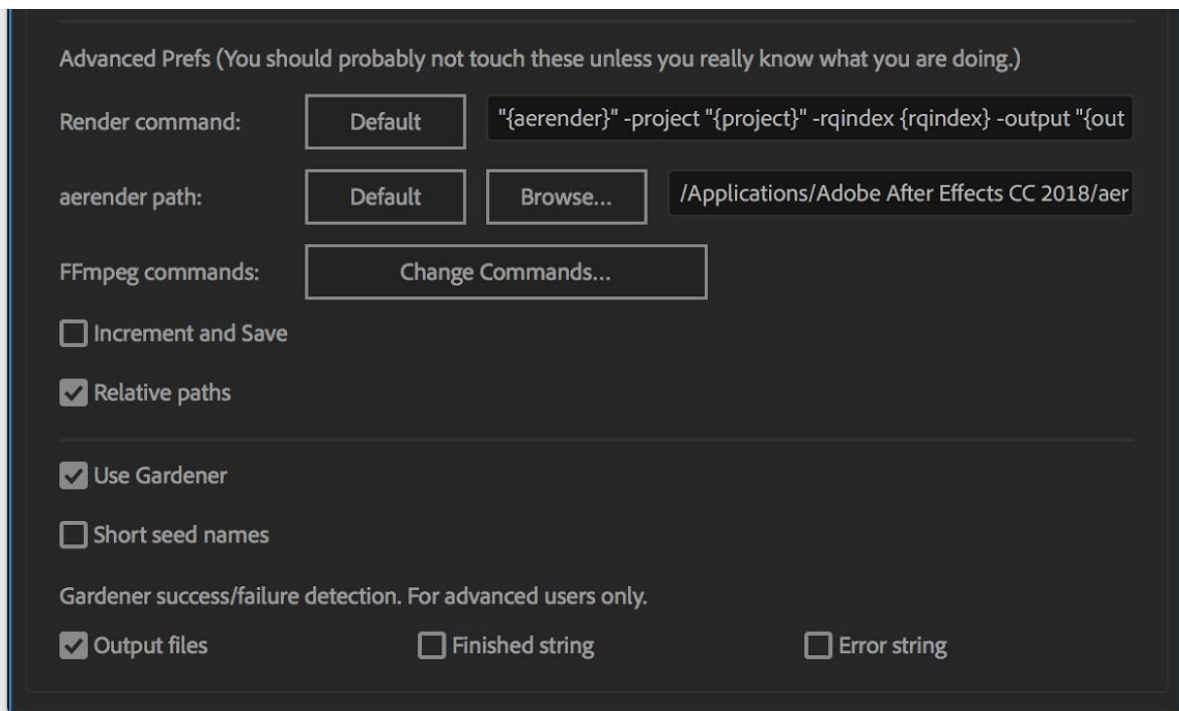 Advanced Prefs (You should probably not touch these unless you really know what you are doing.)
Render command: Default "{aerender}" -project "{project}" -rqindex {rqindex} -output "{out
aerender path: Default Browse... /Applications/Adobe After Effects CC 2018/aer
FFmpeg commands: Change Commands...
Increment and Save
Relative paths
Use Gardener
Short seed names
Gardener success/failure detection. For advanced users only.
Output files Finished string Error string